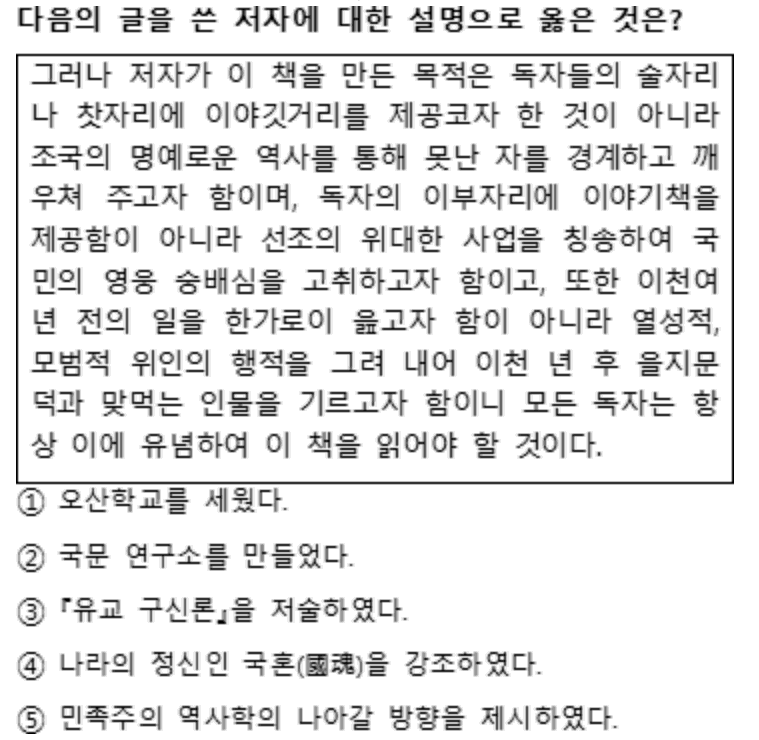 다음의 글을 쓴 저자에 대한 설명으로 옳은 것은?
그러나 저자가 이 책을 만든 목적은 독자들의 술자리
나 찻자리에 이야깃거리를 제공코자 한 것이 아니라
조국의 명예로운 역사를 통해 못난 자를 경계하고 깨
우쳐 주고자 함이며, 독자의 이부자리에 이야기책을
제공함이 아니라 선조의 위대한 사업을 칭송하여 국
민의 영웅 숭배심을 고취하고자 함이고, 또한 이천여
년 전의 일을 한가로이 읊고자 함이 아니라 열성적,
모범적 위인의 행적을 그려 내어 이천 년 후 을지문
덕과 맞먹는 인물을 기르고자 함이니 모든 독자는 항
상 이에 유념하여 이 책을 읽어야 할 것이다.
① 오산학교를 세웠다.
② 국문 연구소를 만들었다.
③ 『유교 구신론』을 저술하였다.
④ 나라의 정신인 국혼(國魂)을 강조하였다.
⑤ 민족주의 역사학의 나아갈 방향을 제시하였다.